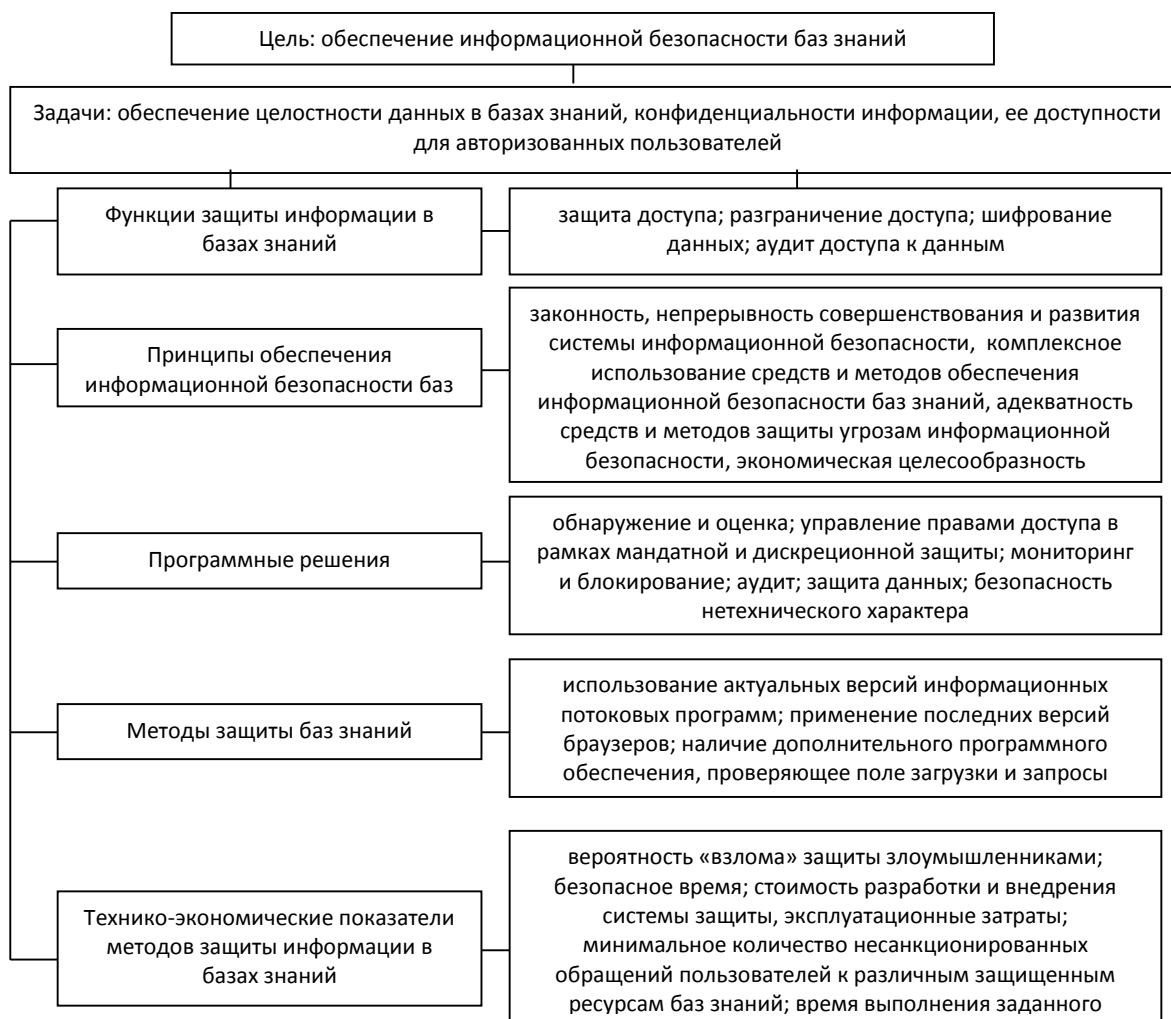 Цель: обеспечение информационной безопасности баз знаний
Задачи: обеспечение целостности данных в базах знаний, конфиденциальности информации, ее доступности
для авторизованных пользователей
Функции защиты информации в
базах знаний
защита доступа; разграничение доступа; шифрование
данных; аудит доступа к данным
Принципы обеспечения
информационной безопасности баз
законность, непрерывность совершенствования и развития
системы информационной безопасности, комплексное
использование средств и методов обеспечения
информационной безопасности баз знаний, адекватность
средств и методов защиты угрозам информационной
безопасности, экономическая целесообразность
Программные решения
обнаружение и оценка; управление правами доступа в
рамках мандатной и дискреционной защиты; мониторинг
и блокирование; аудит; защита данных; безопасность
нетехнического характера
Методы защиты баз знаний
использование актуальных версий информационных
потоковых программ; применение последних версий
браузеров; наличие дополнительного программного
обеспечения, проверяющее поле загрузки и запросы
Технико-экономические показатели
методов защиты информации в
базах знаний
вероятность «взлома» защиты злоумышленниками;
безопасное время; стоимость разработки и внедрения
системы защиты, эксплуатационные затраты;
минимальное количество несанкционированных
обращений пользователей к различным защищенным
ресурсам баз знаний; время выполнения заданного